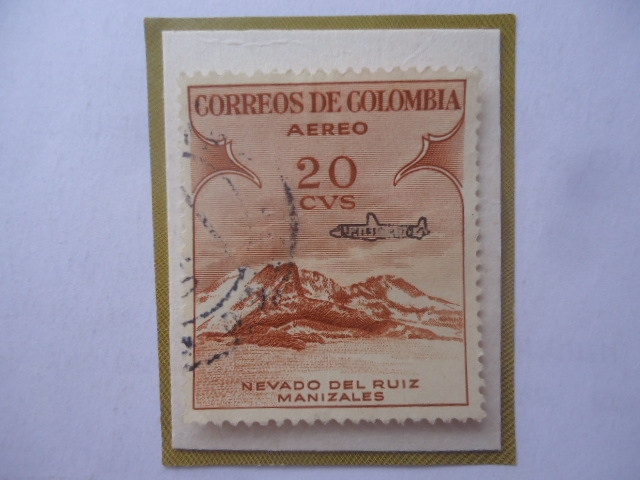 CORREOS DE COLOMBIA
AEREO
20
CVS
NEVADO DEL RUIZ
MANIZALES